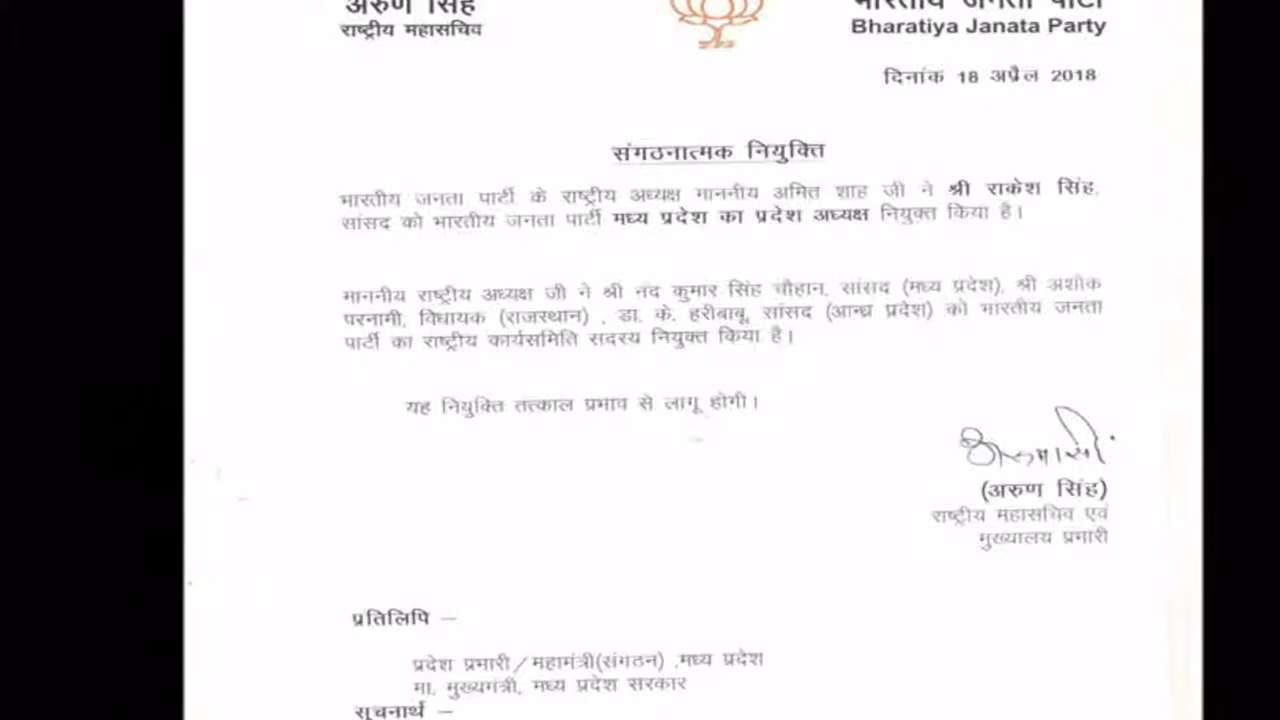 अरुण सिंह
राष्ट्रीय महासचिव
भारतीय जनता पार्टी
Bharatiya Janata Party
दिनांक 18 अप्रैल 2018
संगठनात्मक नियुक्ति
भारतीय जनता पार्टी के राष्ट्रीय अध्यक्ष माननीय अमित शाह जी ने श्री राकेश सिंह,
सांसद को भारतीय जनता पार्टी मध्य प्रदेश का प्रदेश अध्यक्ष नियुक्त किया है।
माननीय राष्ट्रीय अध्यक्ष जी ने श्री नंद कुमार सिंह चौहान, सांसद (मध्य प्रदेश), श्री अशोक
परनामी, विधायक (राजस्थान) , डा. के. हरीबाबू, सांसद (आन्ध्र प्रदेश) को भारतीय जनता
पार्टी का राष्ट्रीय कार्यसमिति सदस्य नियुक्त किया है।
यह नियुक्ति तत्काल प्रभाव से लागू होगी।
(अरुण सिंह)
राष्ट्रीय महासचिव एवं
मुख्यालय प्रभारी
प्रतिलिपि –
प्रदेश प्रभारी/महामंत्री(संगठन) ,मध्य प्रदेश
मा. मुख्यमंत्री, मध्य प्रदेश सरकार
सूचनार्थ –